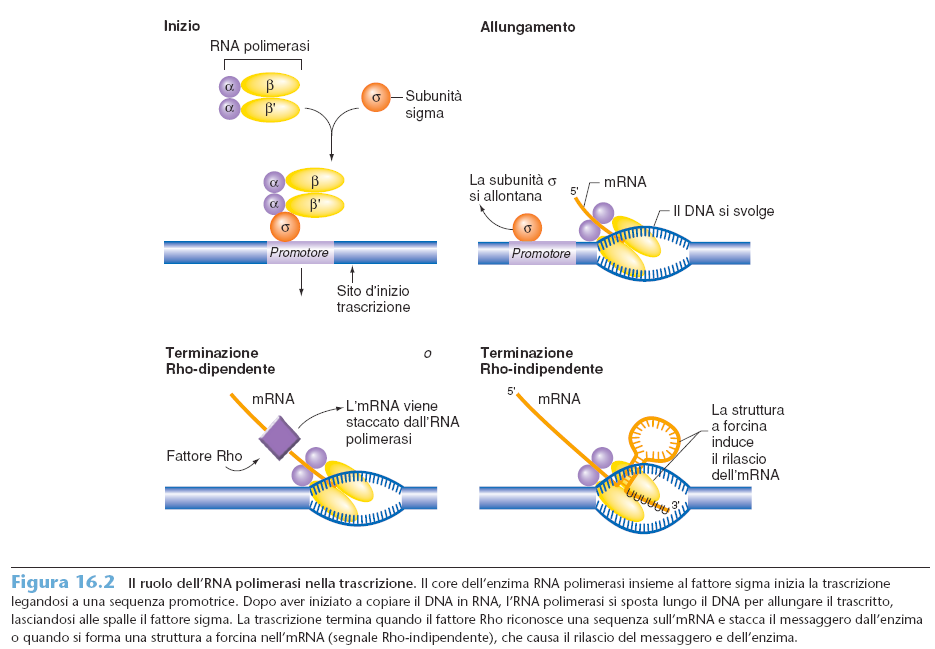 Inizio
RNA polimerasi
α
β
α
β'
σ
Subunità
sigma
α
β
α
β'
σ
Promotore
Sito d'inizio
trascrizione
Allungamento
La subunità σ
si allontana
5'
mRNA
Il DNA si svolge
σ
Promotore
Terminazione
Rho-dipendente
o
mRNA
L'mRNA viene
staccato dall'RNA
polimerasi
Fattore Rho
Terminazione
Rho-indipendente
5'
mRNA
La struttura
a forcina
induce
il rilascio
dell'mRNA
UUUUUU
3'
Figura 16.2 Il ruolo dell'RNA polimerasi nella trascrizione. Il core dell'enzima RNA polimerasi insieme al fattore sigma inizia la trascrizione
legandosi a una sequenza promotrice. Dopo aver iniziato a copiare il DNA in RNA, l'RNA polimerasi si sposta lungo il DNA per allungare il trascritto,
lasciandosi alle spalle il fattore sigma. La trascrizione termina quando il fattore Rho riconosce una sequenza sull'mRNA e stacca il messaggero dall'enzima
o quando si forma una struttura a forcina nell'mRNA (segnale Rho-indipendente), che causa il rilascio del messaggero e dell'enzima.